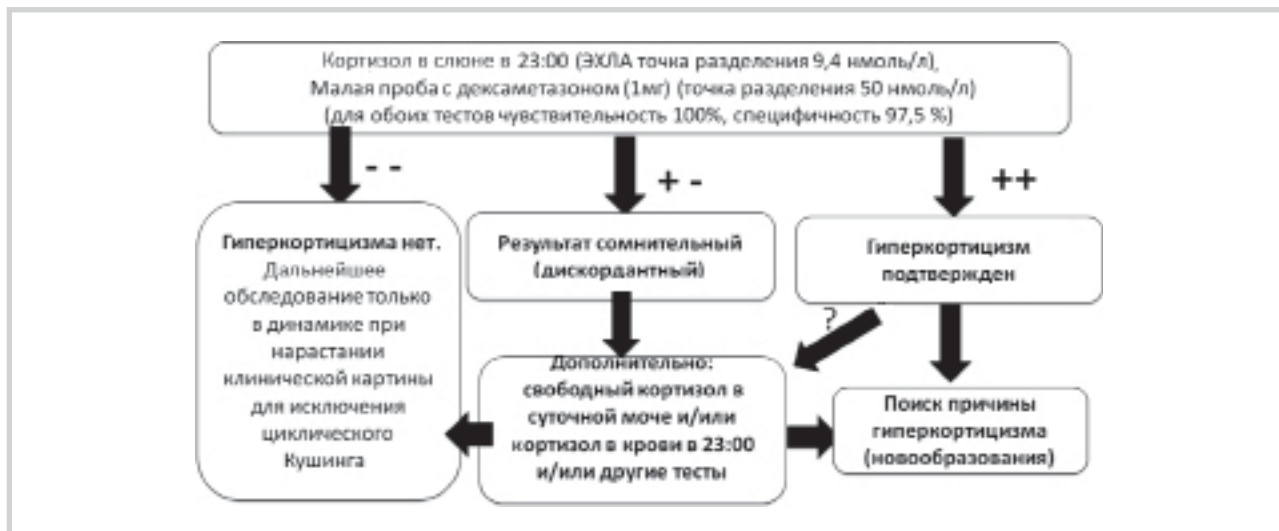 Кортизол в слюне в 23:00 (ЭХЛА точка разделения 9,4 нмоль/л),
Малая проба с дексаметазоном (1мг) (точка разделения 50 нмоль/л)
(для обоих тестов чувствительность 100%, специфичность 97,5 %)
- -
+ -
++
Гиперкортицизма нет.
Дальнейшее
обследование только
в динамике при
нарастании
клинической картины
для исключения
циклического
Кушинга
Результат сомнительный
(дискордантный)
Гиперкортицизм
подтвержден
?
Дополнительно:
свободный кортизол в
суточной моче и/или
кортизол в крови в 23:00
и/или другие тесты
Поиск причины
гиперкортицизма
(новообразования)